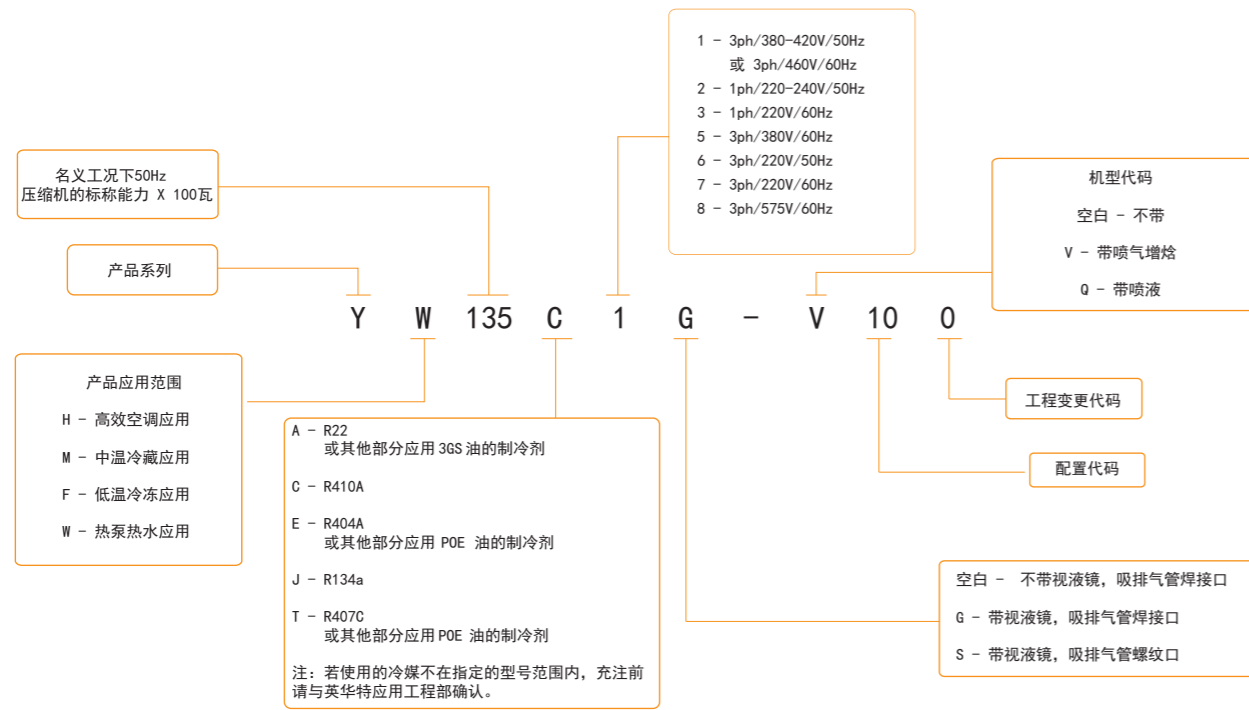 1 - 3ph/380-420V/50Hz
或 3ph/460V/60Hz
2 - 1ph/220-240V/50Hz
3 - 1ph/220V/60Hz
5 - 3ph/380V/60Hz
6 - 3ph/220V/50Hz
7 - 3ph/220V/60Hz
8 - 3ph/575V/60Hz
名义工况下50Hz
压缩机的标称能力 X 100瓦
产品系列
机型代码
空白 - 不带
V - 带喷气增焓
Q - 带喷液
Y W 135 C 1 G - V 10 0
产品应用范围
H - 高效空调应用
M - 中温冷藏应用
F - 低温冷冻应用
W - 热泵热水应用
A - R22
或其他部分应用3GS油的制冷剂
C - R410A
E - R404A
或其他部分应用 POE 油的制冷剂
J - R134a
T - R407C
或其他部分应用POE 油的制冷剂
注: 若使用的冷媒不在指定的型号范围内, 充注前
请与英华特应用工程部确认。
工程变更代码
配置代码
空白 - 不带视液镜, 吸排气管焊接口
G - 带视液镜, 吸排气管焊接口
S - 带视液镜, 吸排气管螺纹口